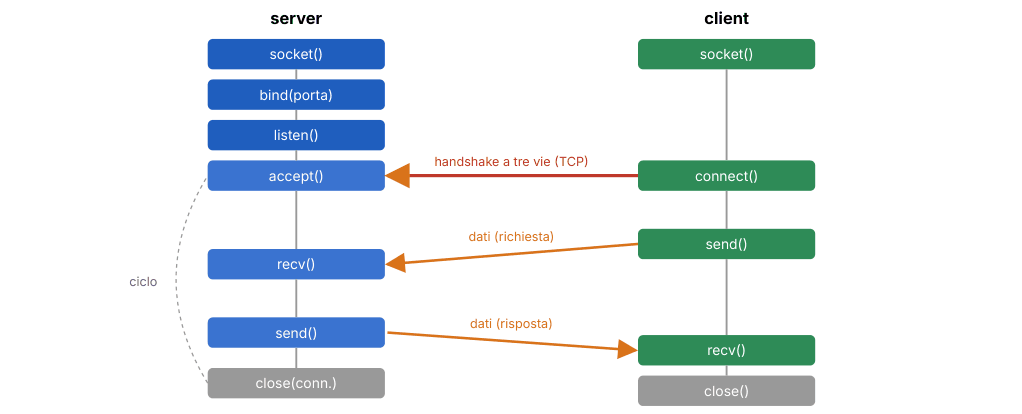 server
client
socket()
socket()
bind(porta)
listen()
handshake a tre vie (TCP)
accept()
connect()
dati (richiesta)
send()
recv()
ciclo
dati (risposta)
send()
recv()
close(conn.)
close()